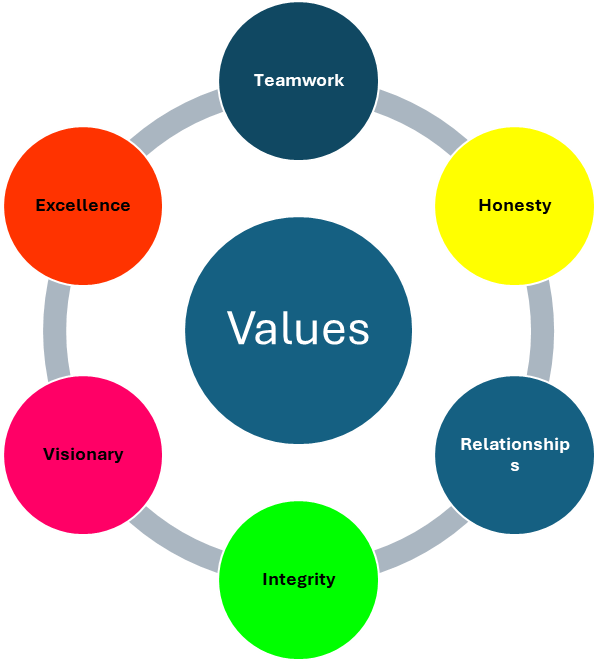 Teamwork
Honesty
Relationship
s
Integrity
Visionary
Excellence
Values